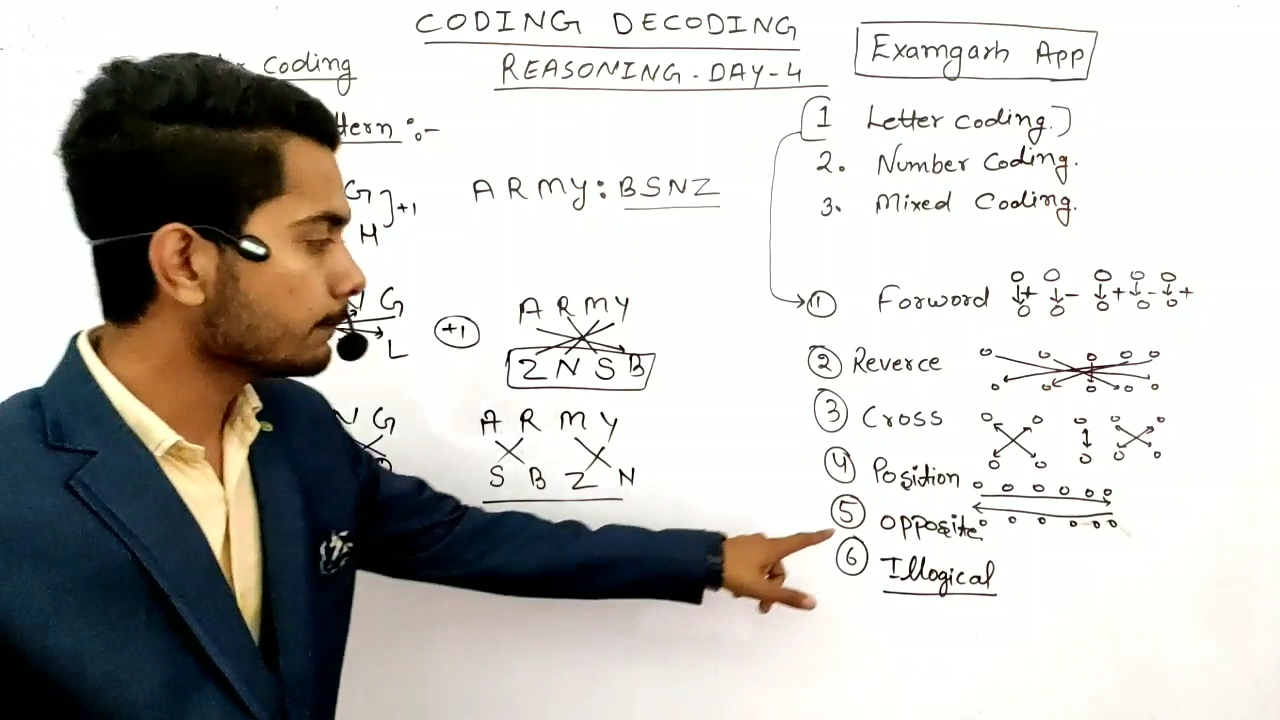 CODING DECODING
REASONING. DAY-4
Examgarh App
coding
ARMY: BSNZ
G
H
+1
G
L
+1
ARMY
ZNSB
G
ARMY
SBZN
1 Letter coding.
2. Number Coding.
3. Mixed Coding.
1 Forword + - + - +
2 Reverce
3 Cross
4 Position
5 opposite
6 Illogical